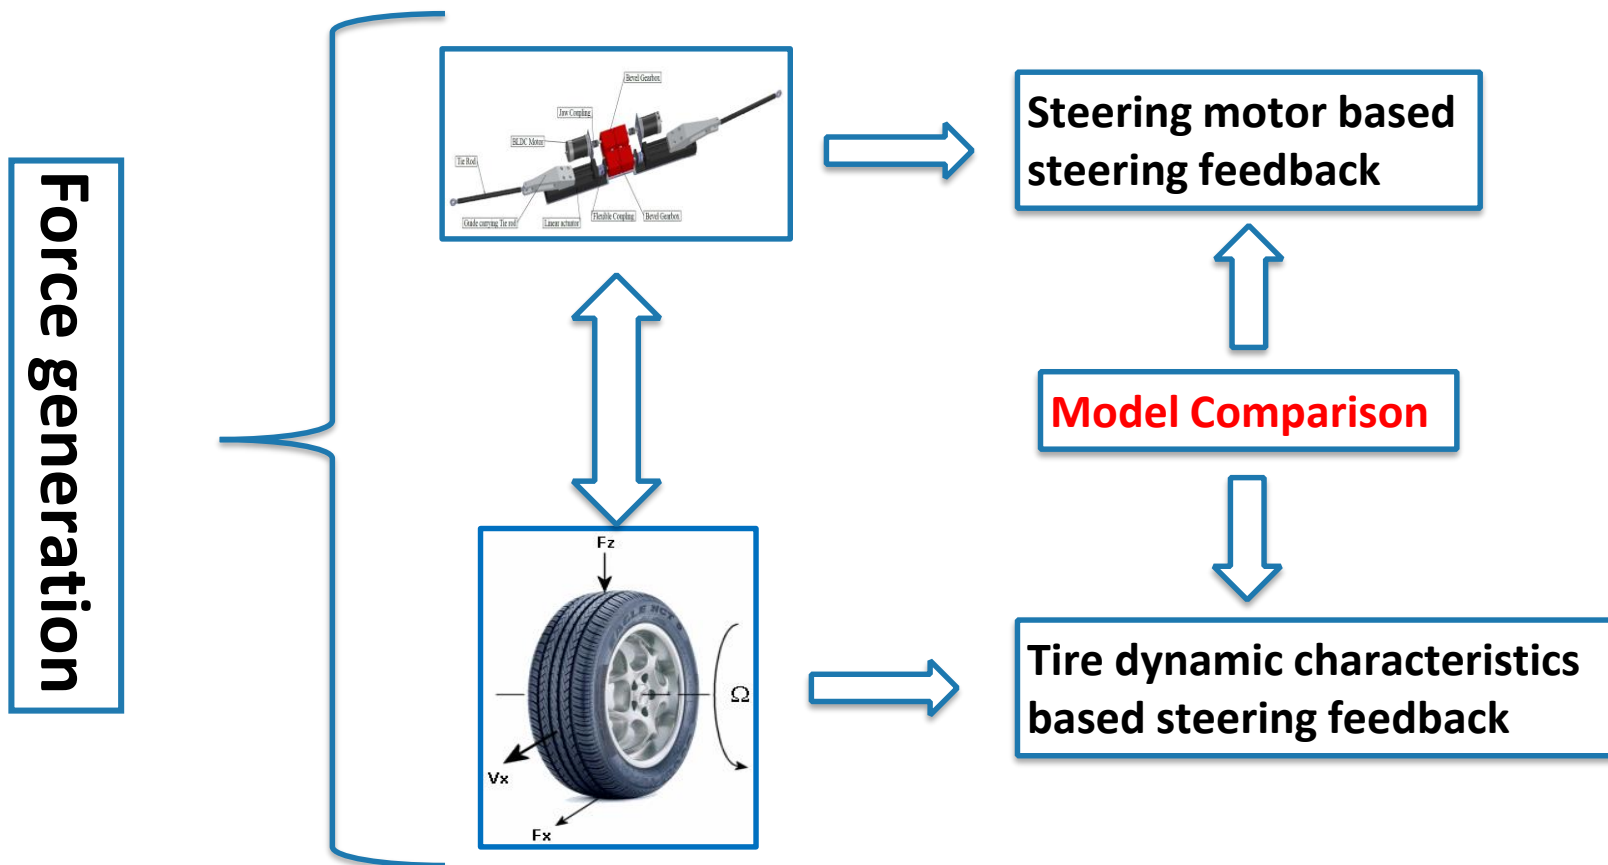 Force generation
Bevel Gearbox
Jaw Coupling
BLDC Motor
Tie Rod
Guide carrying Tie rod
Linear actuator
Flexible Coupling
Bevel Gearbox
Steering motor based
steering feedback
Model Comparison
Fz
Ω
Vx
Fx
Tire dynamic characteristics
based steering feedback